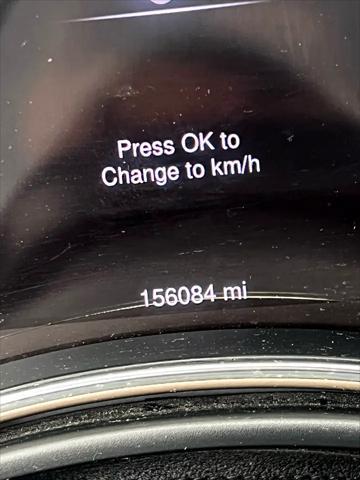 Press OK to
Change to km/h
156084 mi